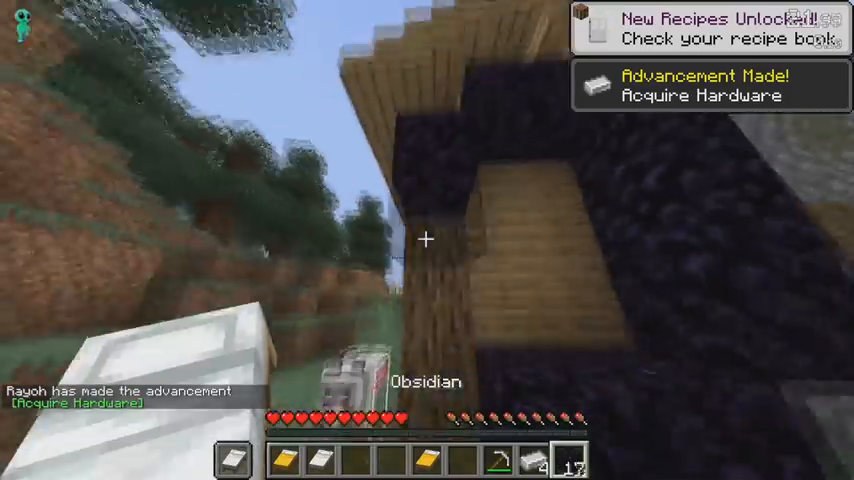 New Recipes Unlocked!
Check your recipe book
Advancement Made!
Acquire Hardware
Rayoh has made the advancement
[Acquire Hardware]
Obsidian
4
17